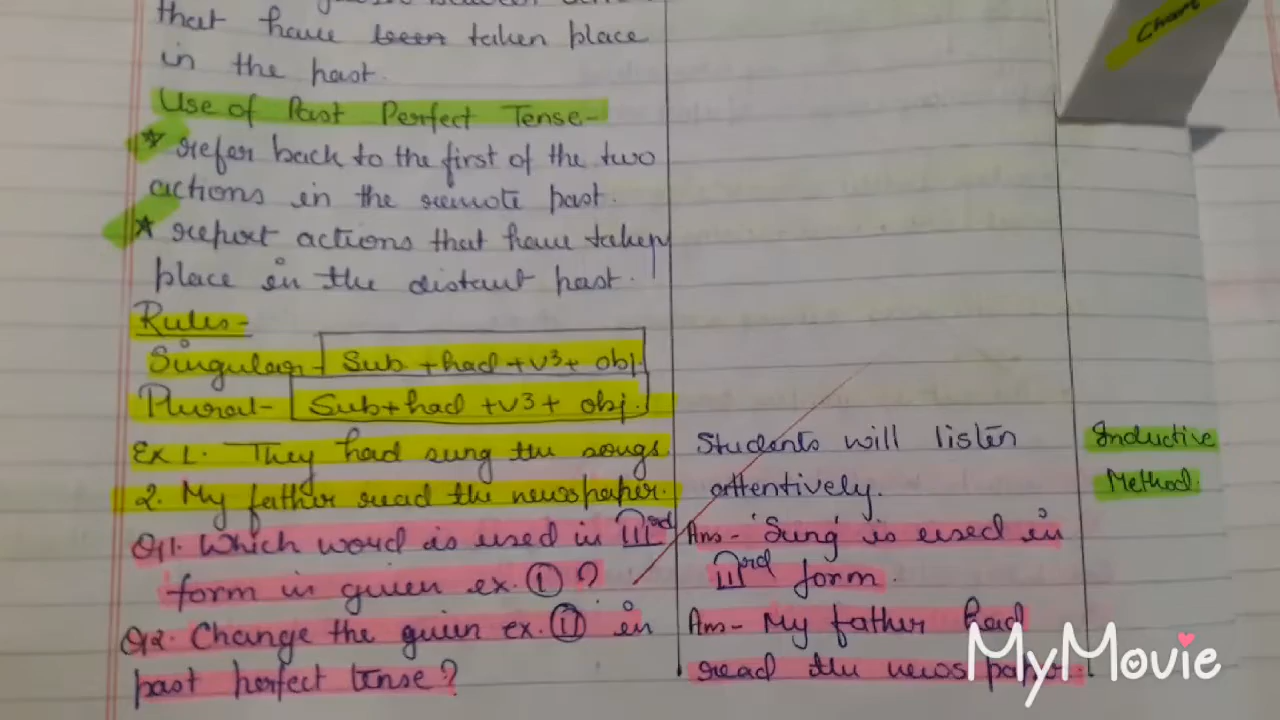 that have been taken place
in the past.
Use of Past Perfect Tense-
* refer back to the first of the two
actions in the remote past.
* report actions that have taken
place in the distant past.
Rules-
Singular- Sub + had + v³ + obj.
Plural- Sub + had + v³ + obj.
Ex 1. They had sung the songs
2. My father read the newspaper.
Q1. Which word is used in IIIrd
form in given ex. ① ?
Q2. Change the given ex. ⑪ in
past perfect tense?
Students will listen
attentively.
Ans- 'Sung' is used in
IIIrd form.
Ans- My father had
read the newspaper.
Inductive
Method.
Chart
MyMovie